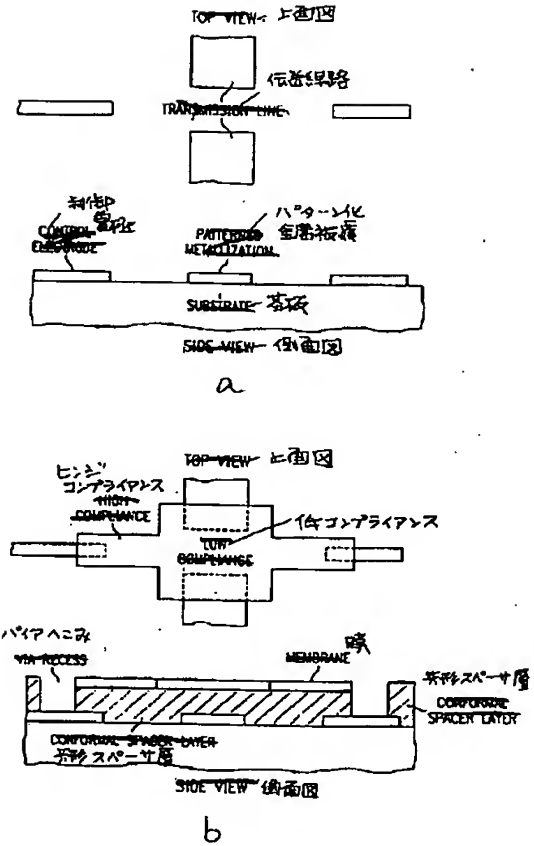 TOP VIEW 上面図
伝送線路
TRANSMISSION LINE
制御
電極
CONTROL
ELECTRODE
パターン化
金属被覆
PATTERNED
METALLIZATION
SUBSTRATE 基板
SIDE VIEW 側面図
a
TOP VIEW 上面図
ヒンジ
コンプライアンス
HIGH
COMPLIANCE
低コンプライアンス
LOW
COMPLIANCE
バイアへこみ
VIA RECESS
膜
MEMBRANE
スペーサ層
CONFORMAL
SPACER LAYER
CONFORMAL SPACER LAYER
スペーサ層
SIDE VIEW 側面図
b